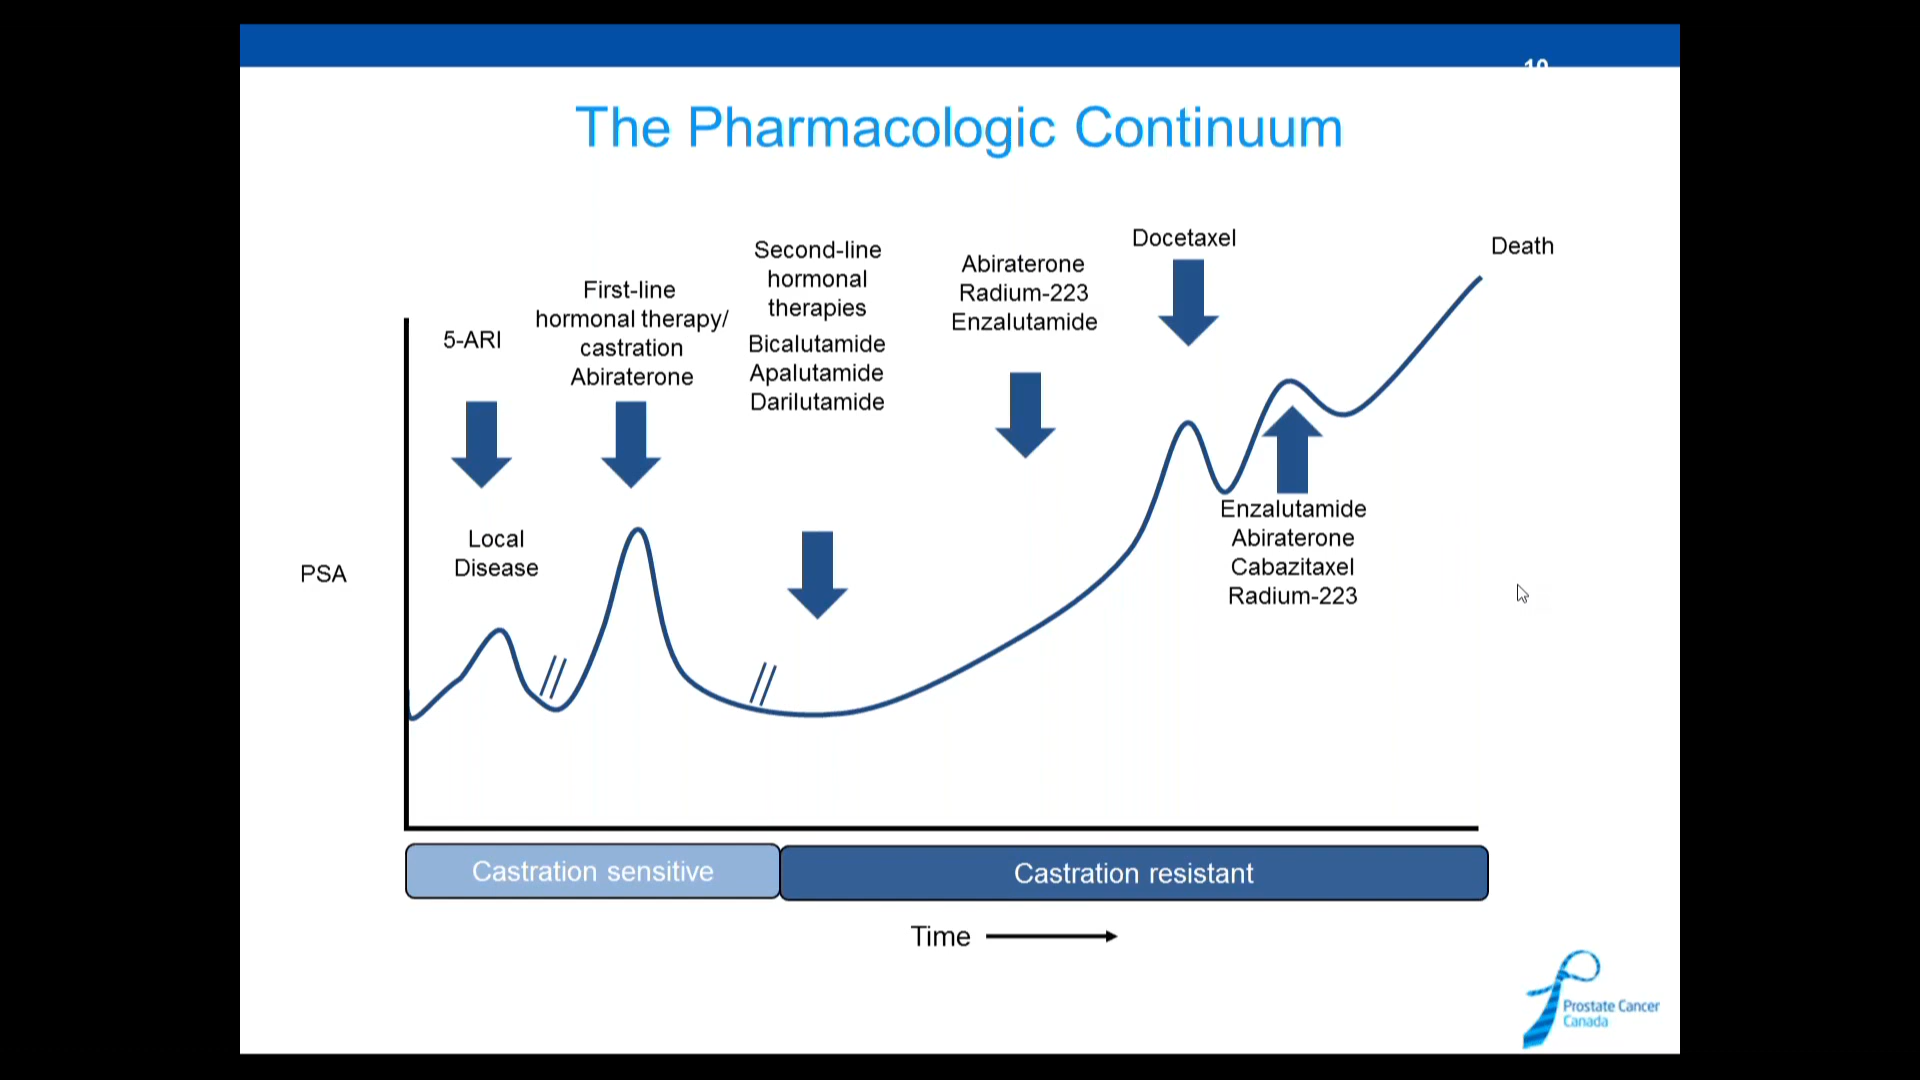 The Pharmacologic Continuum
Docetaxel
Death
Second-line
hormonal
therapies
Abiraterone
Radium-223
Enzalutamide
First-line
hormonal therapy/
castration
Abiraterone
5-ARI
Bicalutamide
Apalutamide
Darilutamide
Local
Disease
PSA
Enzalutamide
Abiraterone
Cabazitaxel
Radium-223
Castration sensitive
Castration resistant
Time
Prostate Cancer
Canada